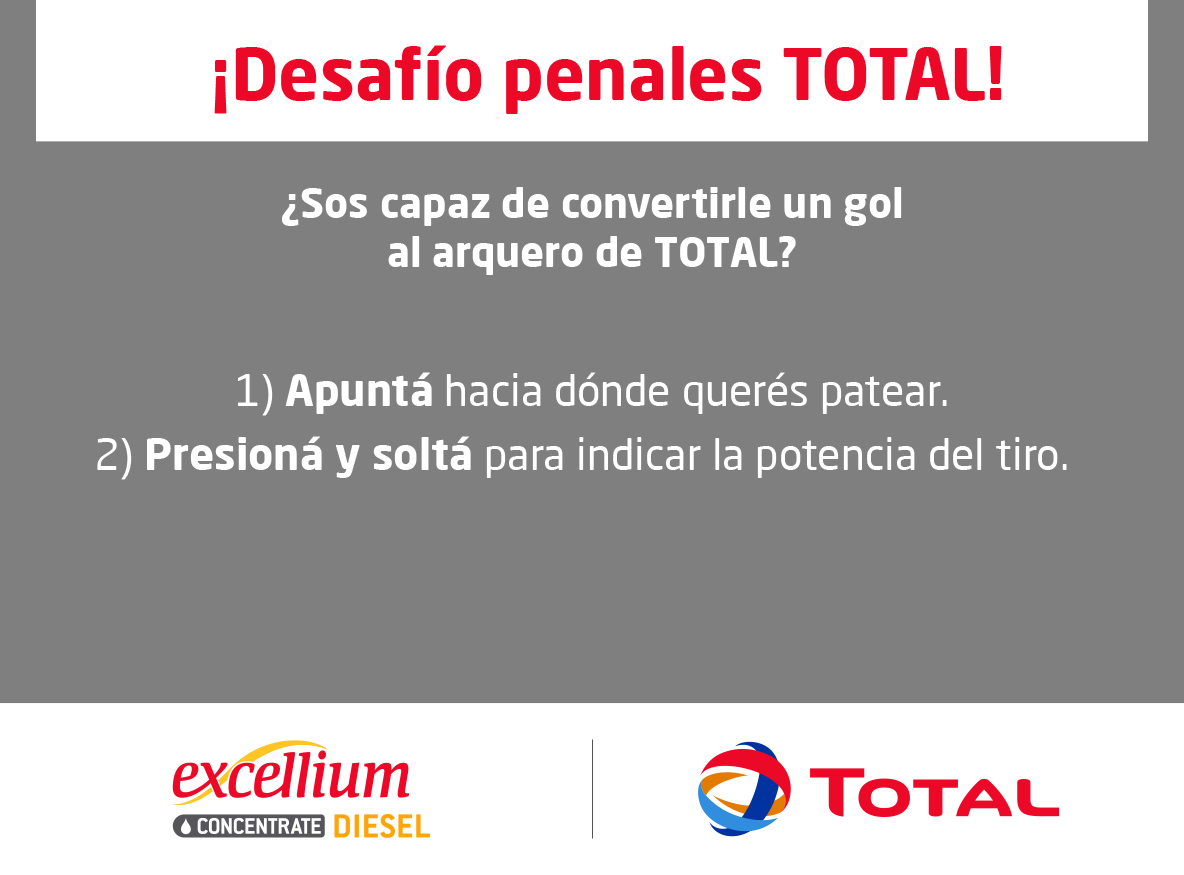 ¡Desafío penales TOTAL!
¿Sos capaz de convertirle un gol
al arquero de TOTAL?
1) Apuntá hacia dónde querés patear.
2) Presioná y soltá para indicar la potencia del tiro.
excellium
CONCENTRATE DIESEL
TOTAL